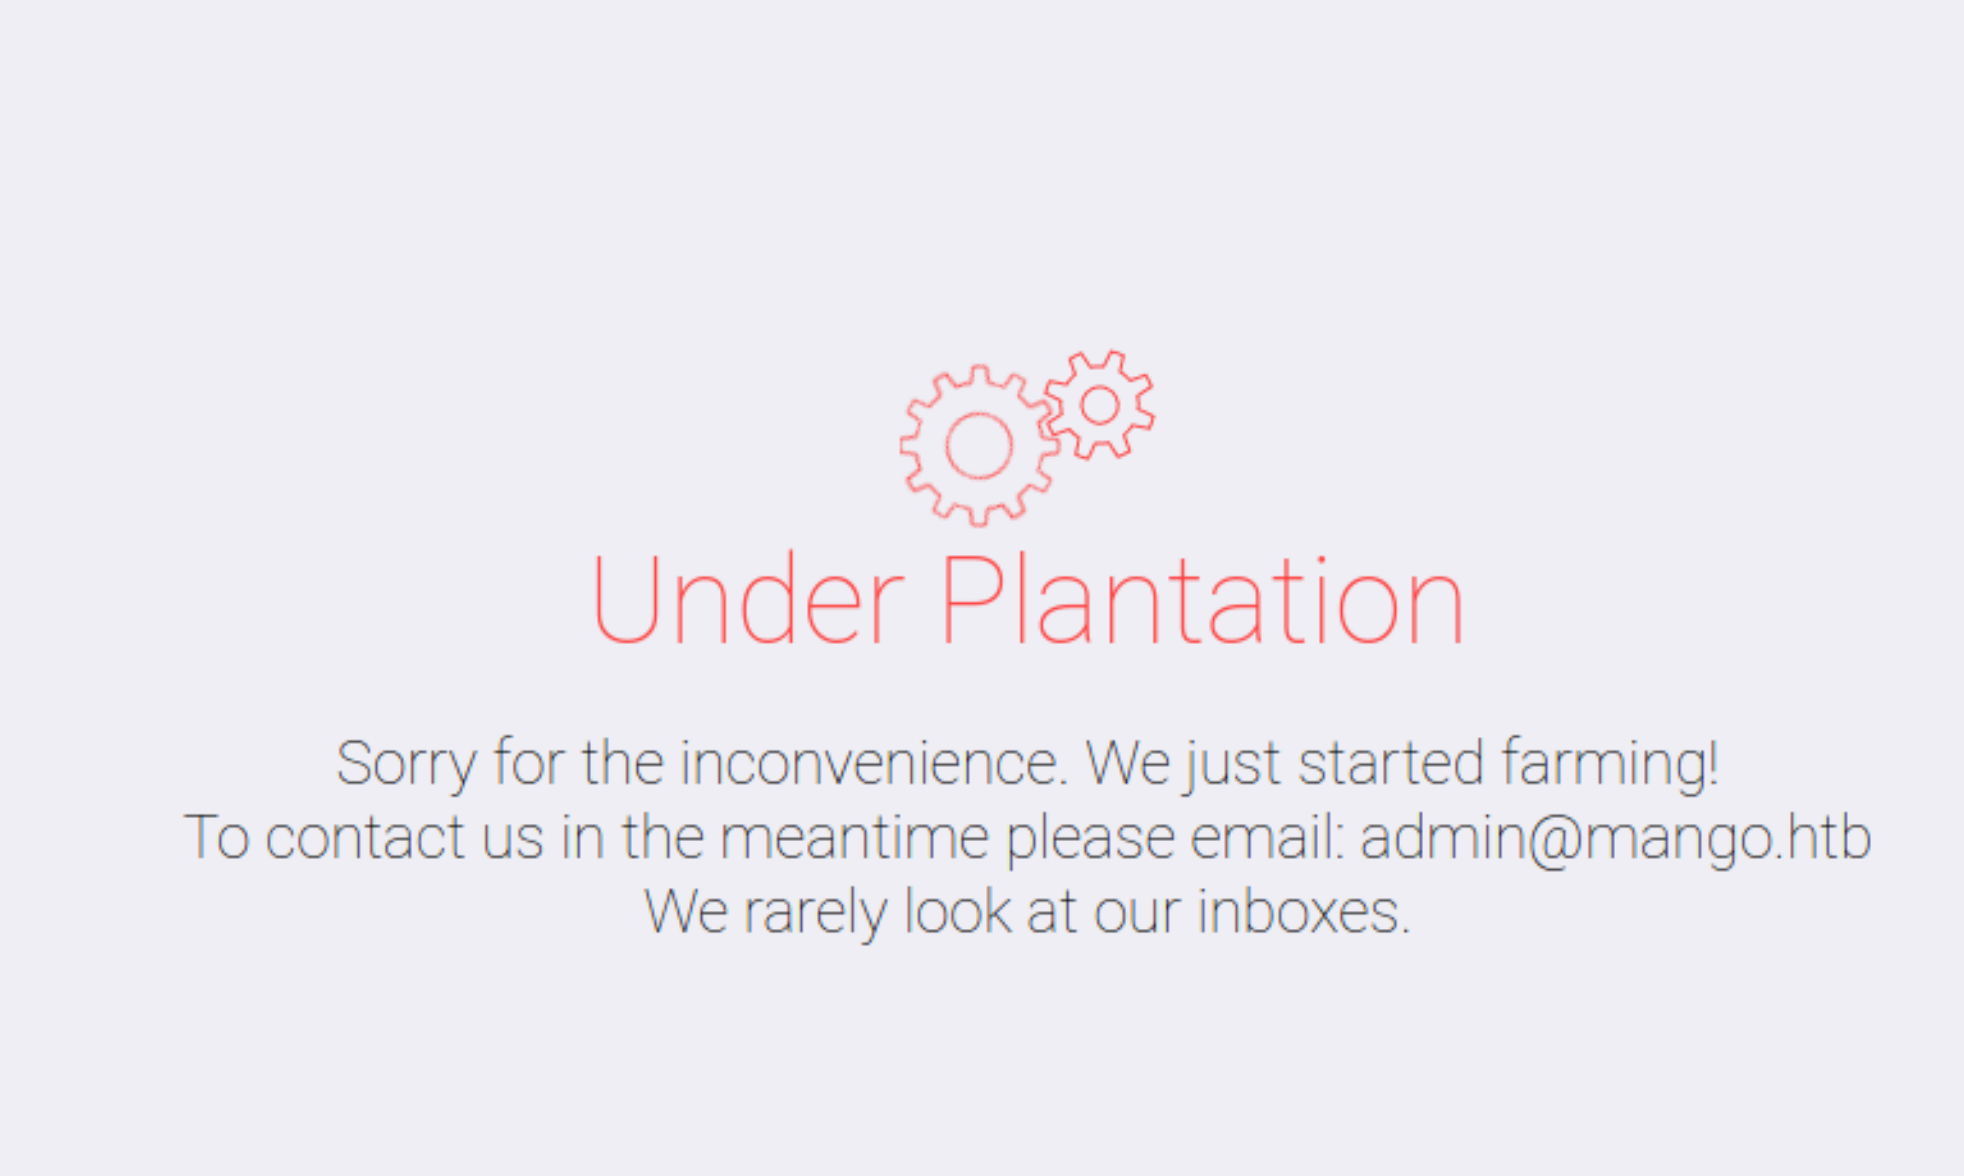 Under Plantation
Sorry for the inconvenience. We just started farming!
To contact us in the meantime please email: admin@mango.htb
We rarely look at our inboxes.